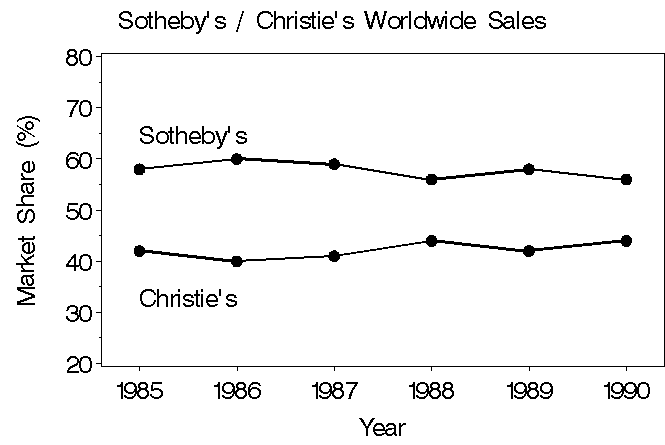 Sotheby's / Christie's Worldwide Sales
80
70
Sotheby's
60
50
40
Christie's
30
20
Market Share (%)
1985 1986 1987 1988 1989 1990
Year